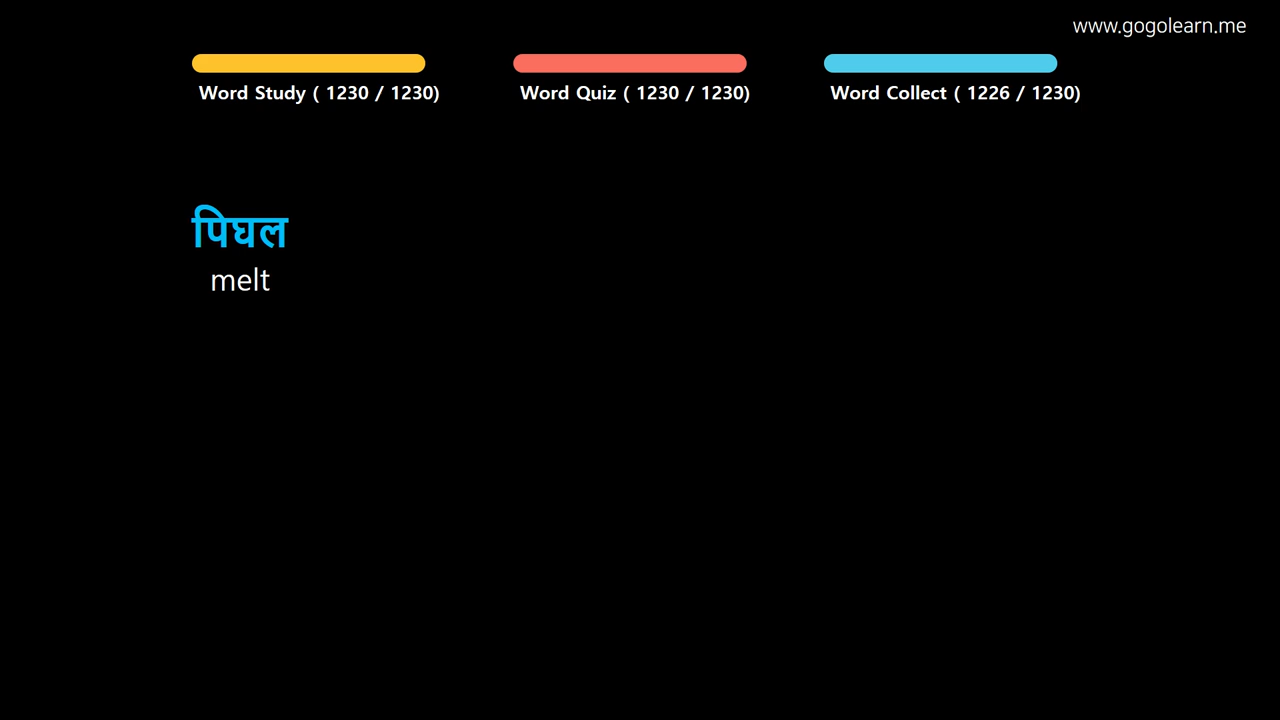 www.gogolearn.me
Word Study ( 1230 / 1230)
Word Quiz ( 1230 / 1230)
Word Collect ( 1226 / 1230)
पिघल
melt